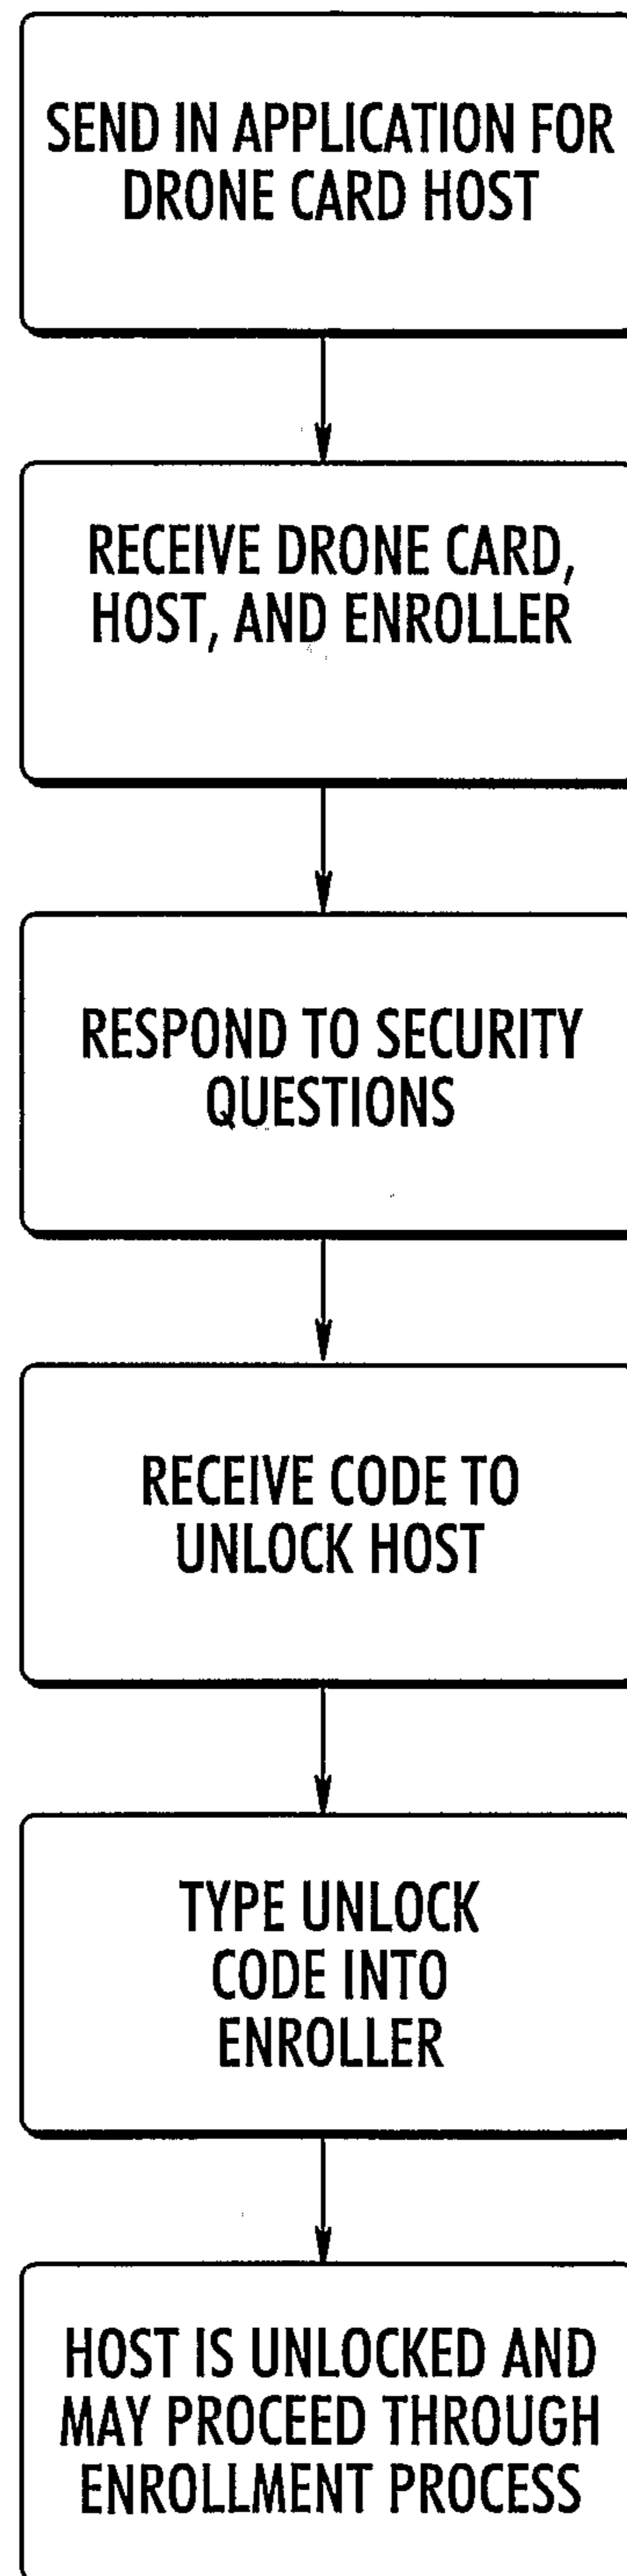 SEND IN APPLICATION FOR
DRONE CARD HOST
RECEIVE DRONE CARD,
HOST, AND ENROLLER
RESPOND TO SECURITY
QUESTIONS
RECEIVE CODE TO
UNLOCK HOST
TYPE UNLOCK
CODE INTO
ENROLLER
HOST IS UNLOCKED AND
MAY PROCEED THROUGH
ENROLLMENT PROCESS